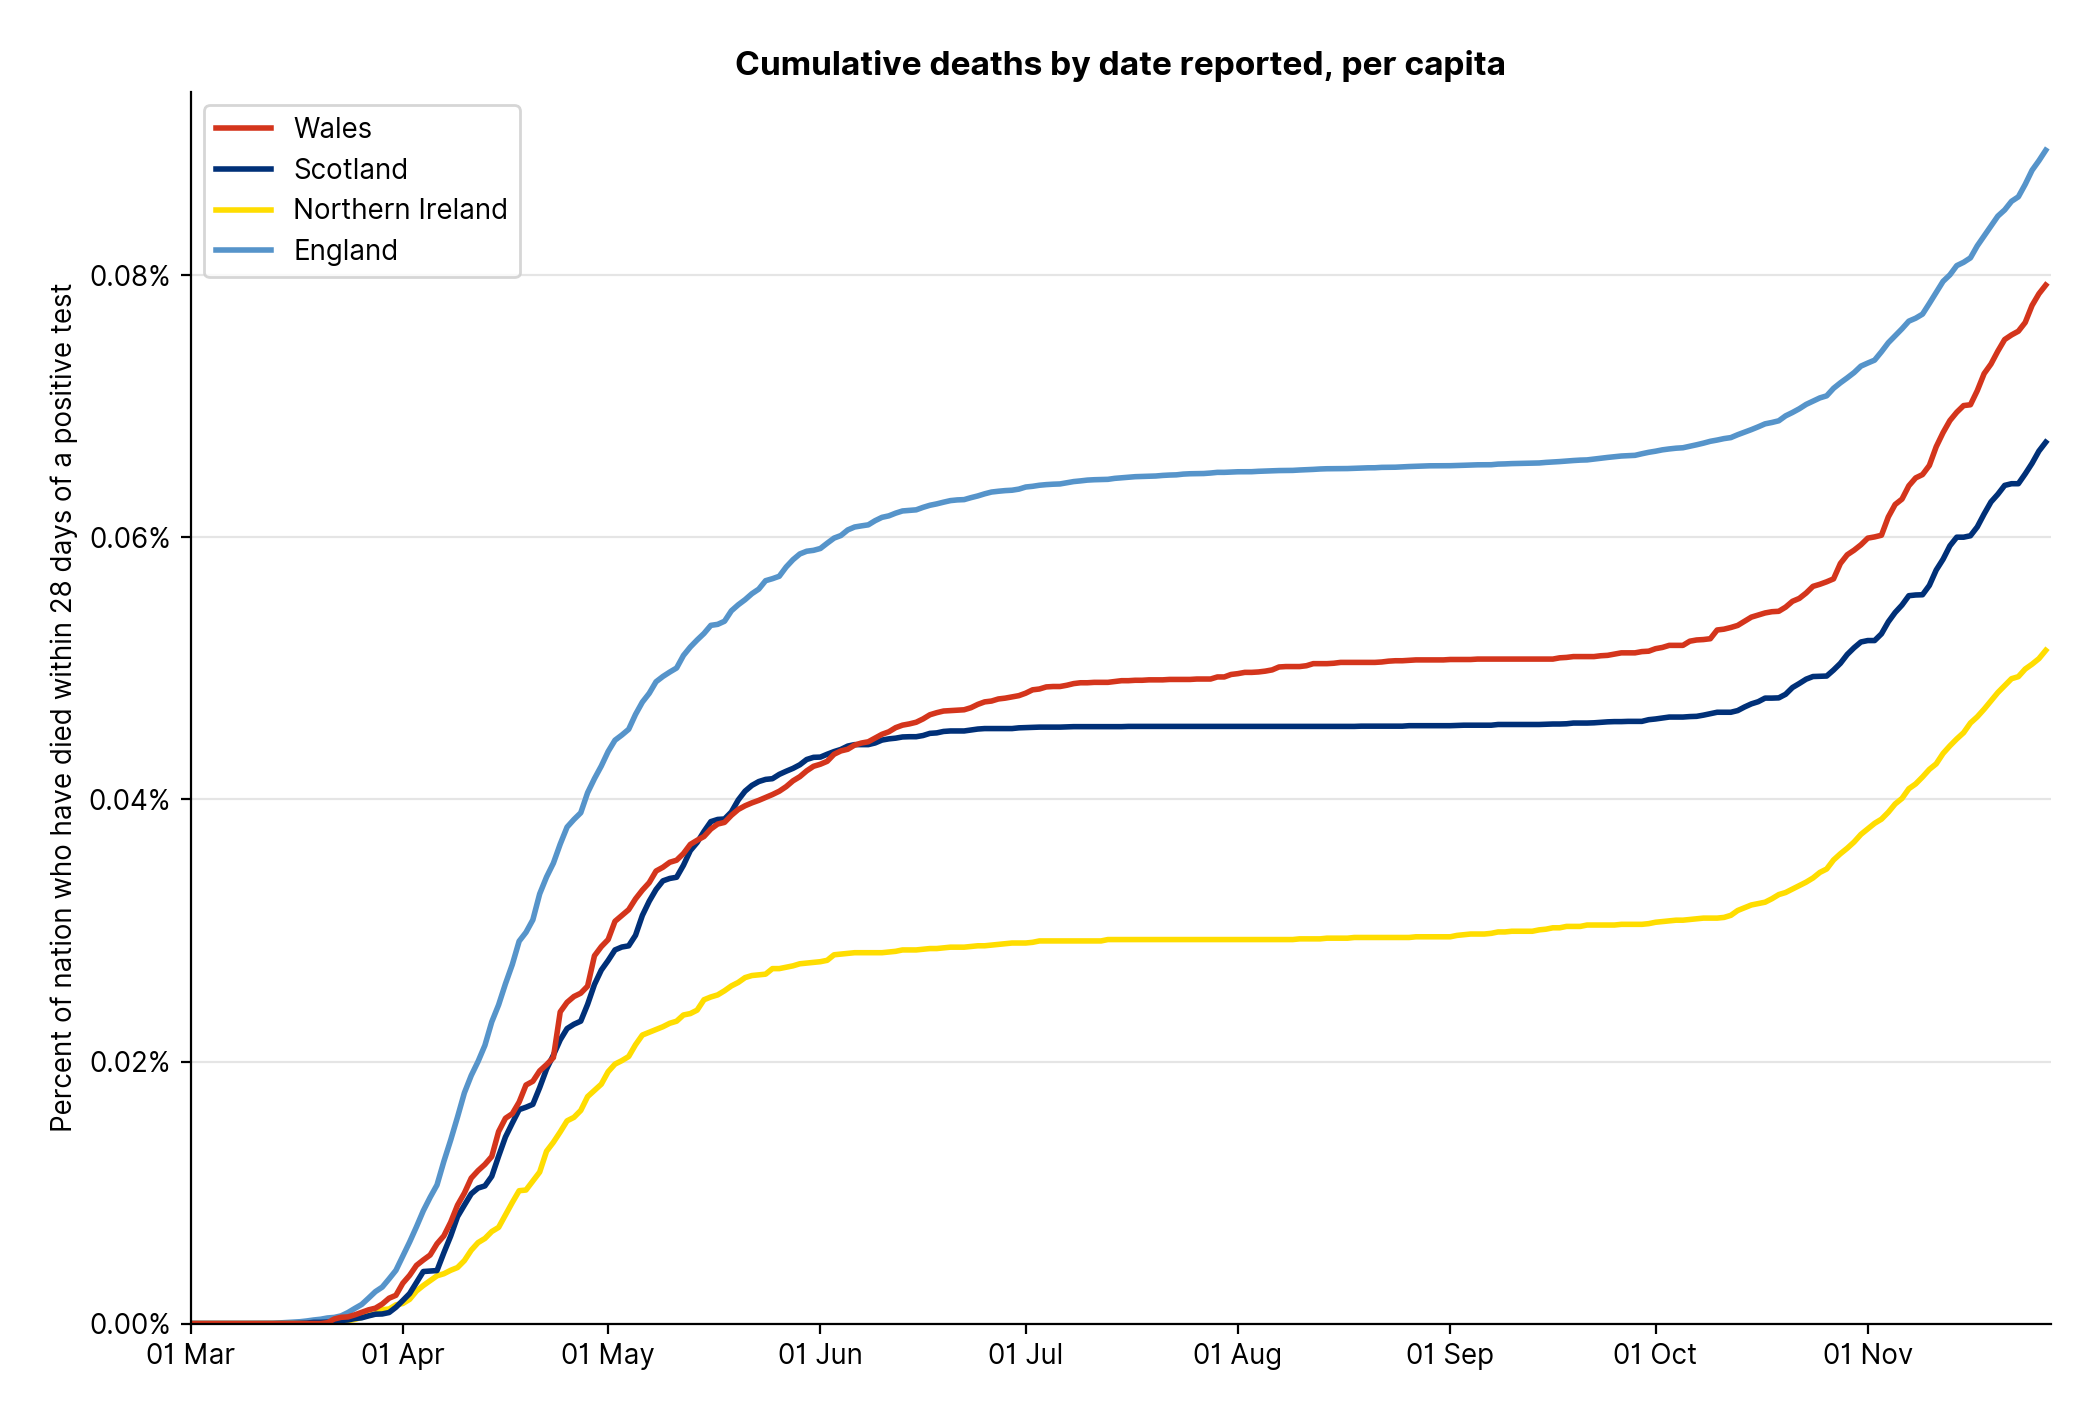 Cumulative deaths by date reported, per capita
Wales
Scotland
Northern Ireland
England
Percent of nation who have died within 28 days of a positive test
0.08%
0.06%
0.04%
0.02%
0.00%
01 Mar
01 Apr
01 May
01 Jun
01 Jul
01 Aug
01 Sep
01 Oct
01 Nov